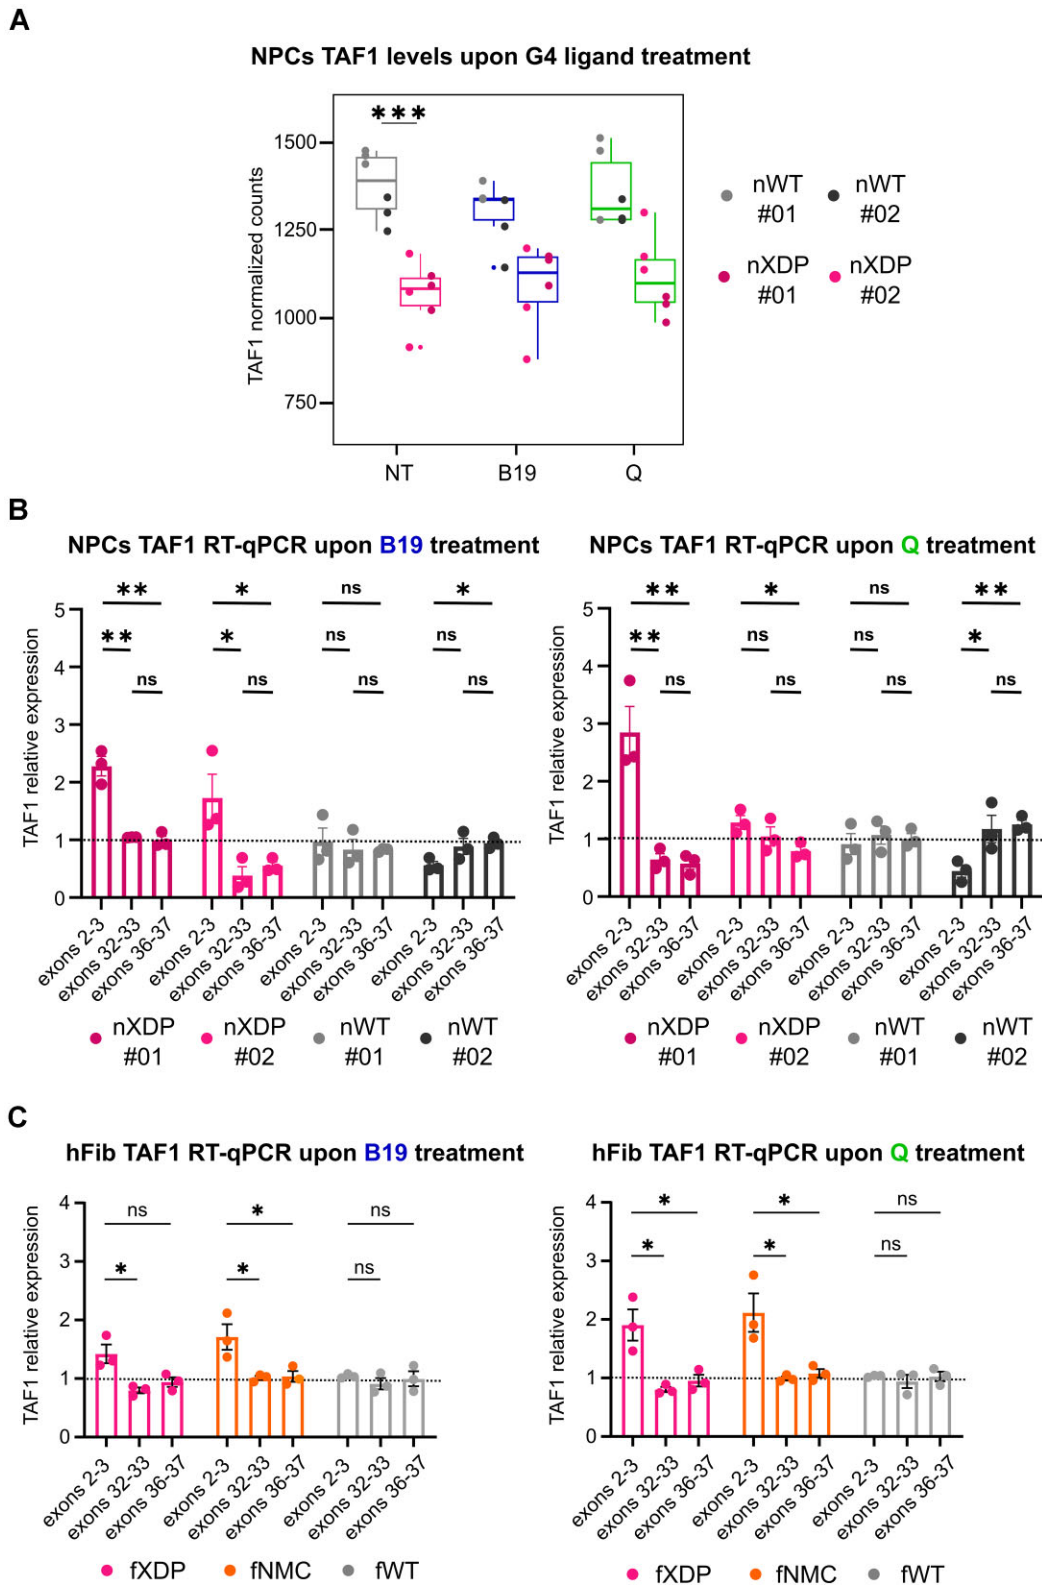 A
NPCs TAF1 levels upon G4 ligand treatment
***
TAF1 normalized counts
1500
1250
1000
750
NT B19 Q
nWT #01
nWT #02
nXDP #01
nXDP #02
B
NPCs TAF1 RT-qPCR upon B19 treatment
TAF1 relative expression
5
4
3
2
1
0
** * ns *
** * ns ns
ns ns ns ns
exons 2-3 exons 32-33 exons 36-37 exons 2-3 exons 32-33 exons 36-37 exons 2-3 exons 32-33 exons 36-37 exons 2-3 exons 32-33 exons 36-37
nXDP #01
nXDP #02
nWT #01
nWT #02
NPCs TAF1 RT-qPCR upon Q treatment
TAF1 relative expression
5
4
3
2
1
0
** * ns **
** ns ns *
ns ns ns ns
exons 2-3 exons 32-33 exons 36-37 exons 2-3 exons 32-33 exons 36-37 exons 2-3 exons 32-33 exons 36-37 exons 2-3 exons 32-33 exons 36-37
nXDP #01
nXDP #02
nWT #01
nWT #02
C
hFib TAF1 RT-qPCR upon B19 treatment
TAF1 relative expression
4
3
2
1
0
ns * ns
* * ns
exons 2-3 exons 32-33 exons 36-37 exons 2-3 exons 32-33 exons 36-37 exons 2-3 exons 32-33 exons 36-37
fXDP fNMC fWT
hFib TAF1 RT-qPCR upon Q treatment
TAF1 relative expression
4
3
2
1
0
* * ns
* * ns
exons 2-3 exons 32-33 exons 36-37 exons 2-3 exons 32-33 exons 36-37 exons 2-3 exons 32-33 exons 36-37
fXDP fNMC fWT